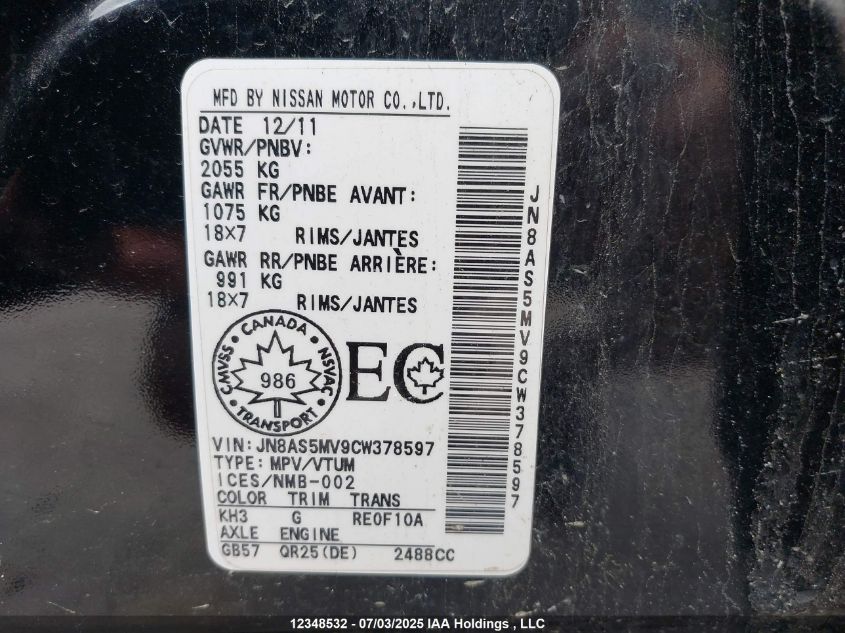 MFD BY NISSAN MOTOR CO.,LTD.
DATE 12/11
GVWR/PNBV:
2055 KG
GAWR FR/PNBE AVANT:
1075 KG
18×7 RIMS/JANTES
GAWR RR/PNBE ARRIÈRE:
991 KG
18×7 RIMS/JANTES
CANADA
CMVSS
NSVAC
986
TRANSPORT
EC
VIN:JN8AS5MV9CW378597
TYPE:MPV/VTUM
ICES/NMB-002
COLOR TRIM TRANS
KH3 G RE0F10A
AXLE ENGINE
GB57 QR25(DE) 2488CC
JN8AS5MV9CW378597
12348532 - 07/03/2025 IAA Holdings , LLC